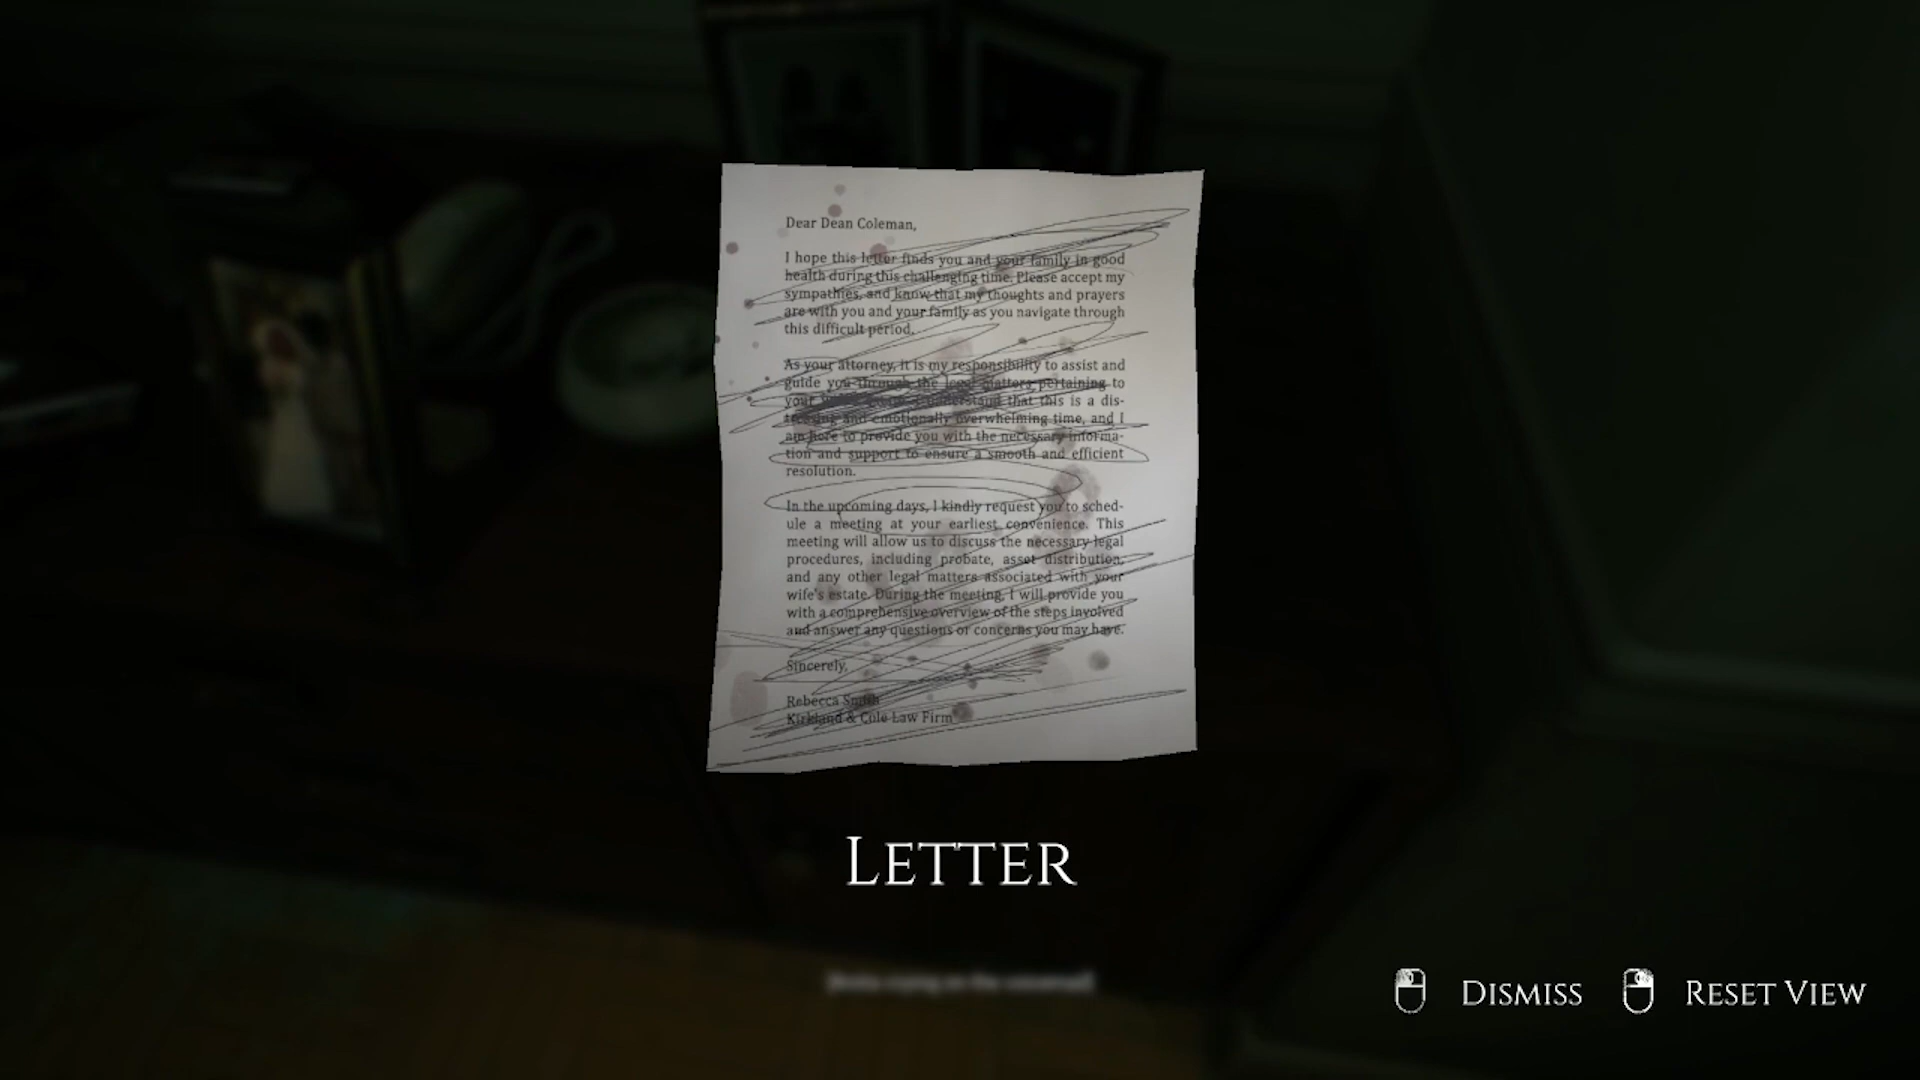 Dear Dean Coleman,
I hope this letter finds you and your family in good
health during this challenging time. Please accept my
sympathies, and know that my thoughts and prayers
are with you and your family as you navigate through
this difficult period.
As your attorney, it is my responsibility to assist and
guide you through the legal matters pertaining to
your understand that this is a dis-
tressing and emotionally overwhelming time, and I
am here to provide you with the necessary informa-
tion and support to ensure a smooth and efficient
resolution.
In the upcoming days, I kindly request you to sched-
ule a meeting at your earliest convenience. This
meeting will allow us to discuss the necessary legal
procedures, including probate, asset distribution,
and any other legal matters associated with your
wife's estate. During the meeting, I will provide you
with a comprehensive overview of the steps involved
and answer any questions or concerns you may have.
Sincerely,
Rebecca Smith
Kirkland & Cole Law Firm
LETTER
DISMISS RESET VIEW